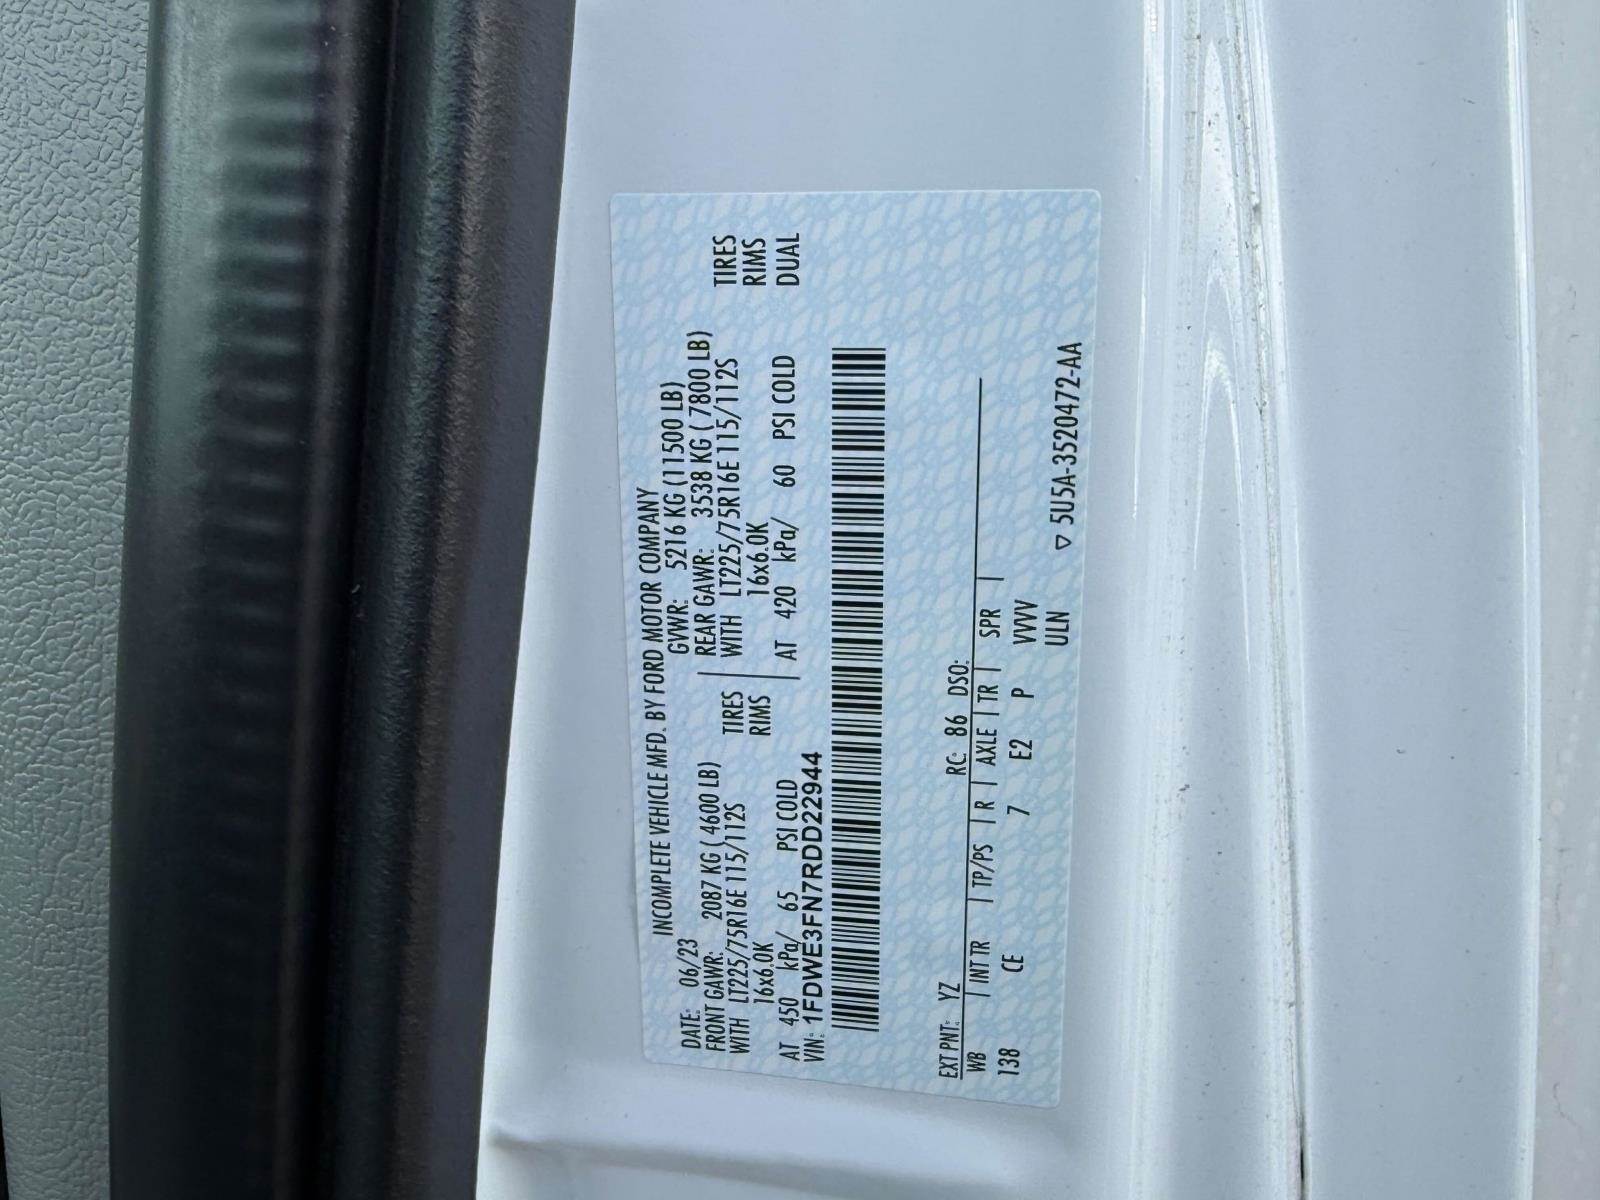 INCOMPLETE VEHICLE MFD. BY FORD MOTOR COMPANY
DATE: 06/23 GVWR: 5216 KG (11500 LB)
FRONT GAWR: 2087 KG ( 4600 LB) REAR GAWR: 3538 KG ( 7800 LB)
WITH LT225/75R16E 115/112S TIRES WITH LT225/75R16E 115/112S TIRES
16x6.0K RIMS 16x6.0K RIMS
AT 450 kPa/ 65 PSI COLD AT 420 kPa/ 60 PSI COLD DUAL
VIN: 1FDWE3FN7RDD22944
EXT PNT: YZ RC: 86 DSO:
WB INT TR TP/PS R AXLE TR SPR
138 CE 7 E2 P VVV
ULN
▽ 5U5A-3520472-AA